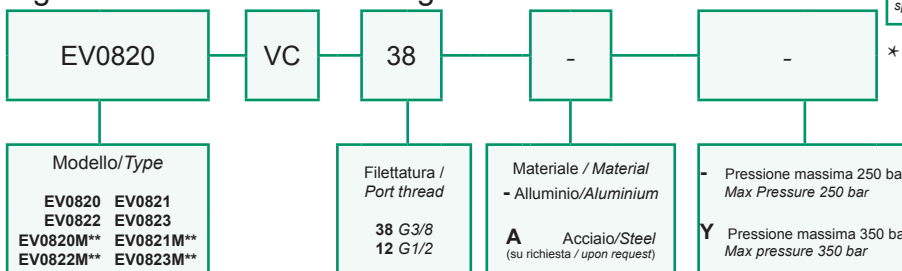 EV0820
VC
38
-
-
*
Modello/Type
EV0820 EV0821
EV0822 EV0823
EV0820M** EV0821M**
EV0822M** EV0823M**
Filettatura /
Port thread
38 G3/8
12 G1/2
Materiale / Material
- Alluminio/Aluminium
A Acciaio/Steel
(su richiesta / upon request)
- Pressione massima 250 ba
Max Pressure 250 bar
Y Pressione massima 350 ba
Max pressure 350 bar